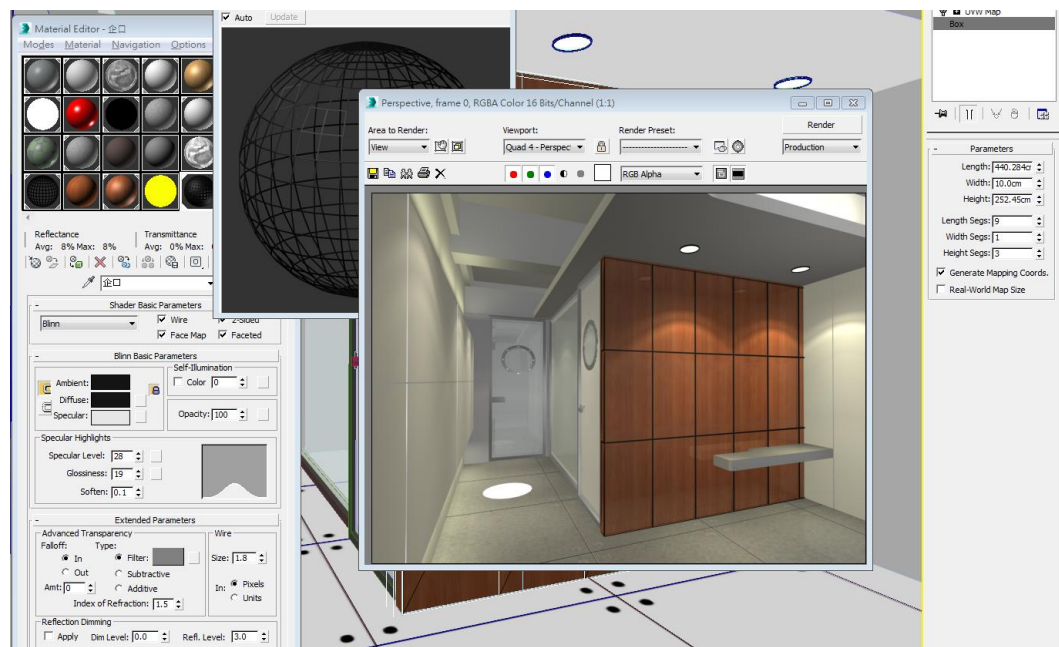 Material Editor - 企口
Modes Material Navigation Options
Reflectance
Avg: 8% Max: 8%
Transmittance
Avg: 0% Max:
企口
- Shader Basic Parameters
Blinn
Wire
2-Sided
Face Map
Faceted
- Blinn Basic Parameters
Self-Illumination
Color 0
Ambient:
Diffuse:
Specular:
Opacity: 100
Specular Highlights
Specular Level: 28
Glossiness: 19
Soften: 0.1
- Extended Parameters
Advanced Transparency
Falloff:
Type:
In
Out
Amt: 0
Filter:
Subtractive
Additive
Index of Refraction: 1.5
Wire
Size: 1.8
In:
Pixels
Units
Reflection Dimming
Apply Dim Level: 0.0 Refl. Level: 3.0
Auto Update
Perspective, frame 0, RGBA Color 16 Bits/Channel (1:1)
Area to Render:
View
Viewport:
Quad 4 - Perspec
Render Preset:
Render
Production
RGB Alpha
UVW Map
Box
- Parameters
Length: 440.284c
Width: 10.0cm
Height: 252.45cm
Length Segs: 9
Width Segs: 1
Height Segs: 3
Generate Mapping Coords.
Real-World Map Size